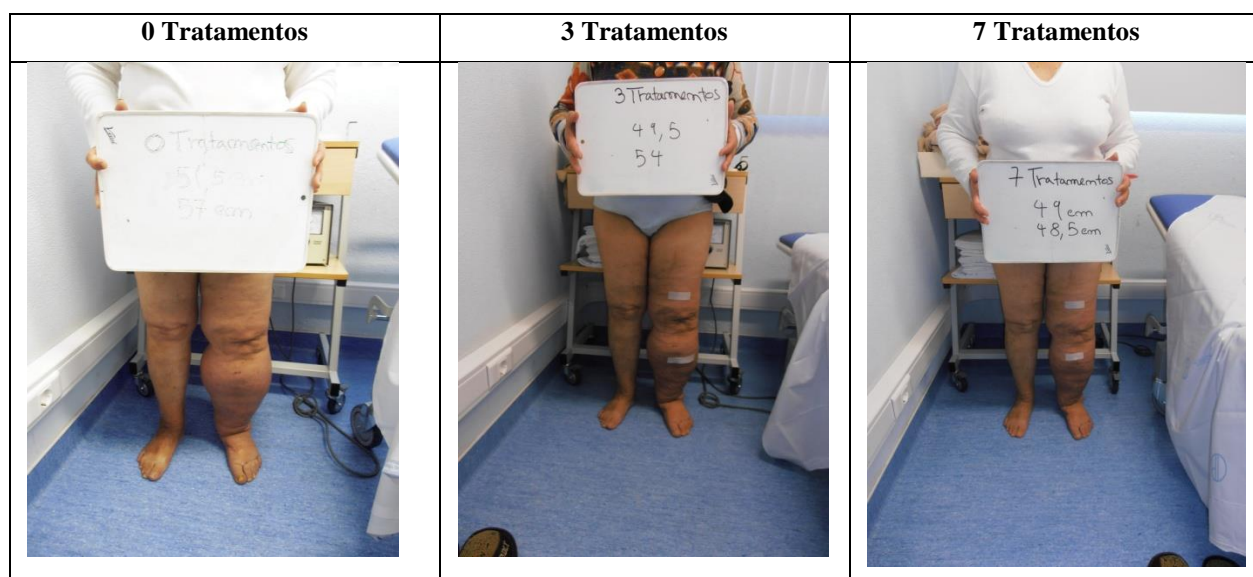 0 Tratamentos
3 Tratamentos
7 Tratamentos
0 Tratamentos
57 cm
3 Tratamentos
49,5
54
7 Tratamentos
49 cm
48,5 cm